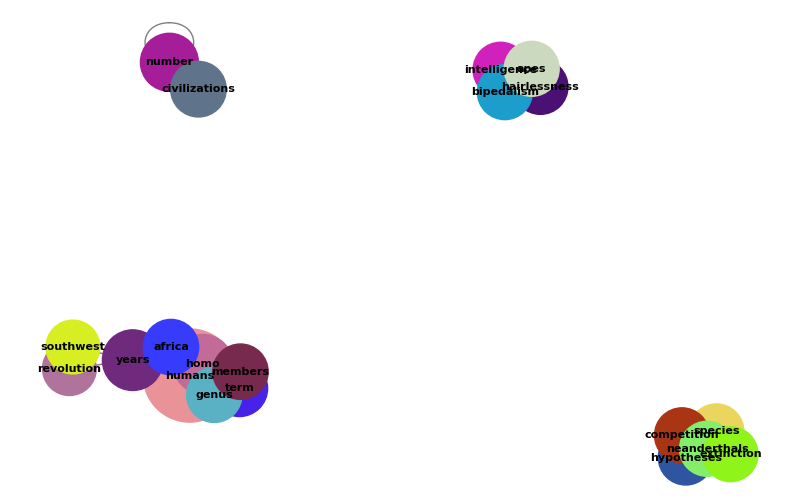 number
civilizations
intelligence
apes
bipedalism
hairlessness
southwest
revolution
years
africa
homo
humans
members
term
genus
species
competition
neanderthals
hypotheses
extinction